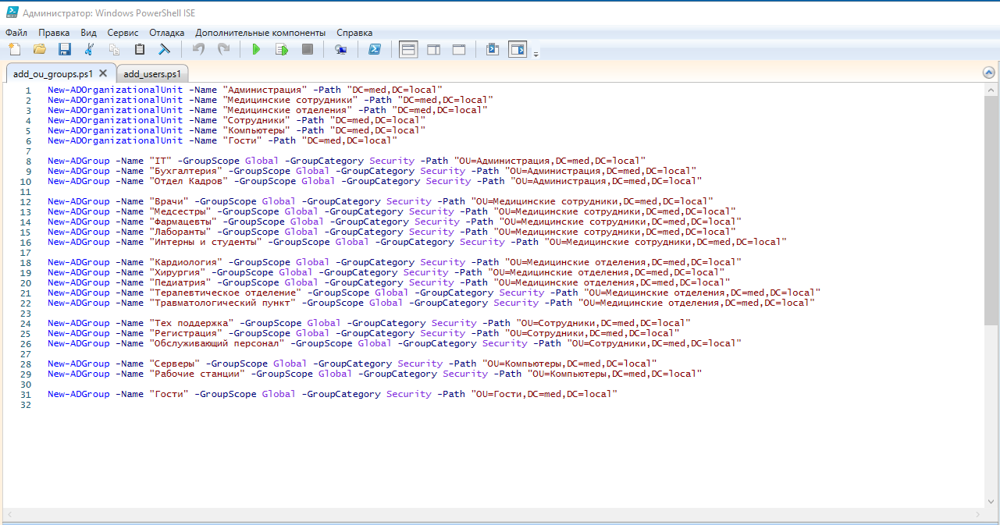 Администратор: Windows PowerShell ISE
Файл Правка Вид Сервис Отладка Дополнительные компоненты Справка
add_ou_groups.ps1 add_users.ps1
1 New-ADOrganizationalUnit -Name "Администрация" -Path "DC=med,DC=local"
2 New-ADOrganizationalUnit -Name "Медицинские сотрудники" -Path "DC=med,DC=local"
3 New-ADOrganizationalUnit -Name "Медицинские отделения" -Path "DC=med,DC=local"
4 New-ADOrganizationalUnit -Name "Сотрудники" -Path "DC=med,DC=local"
5 New-ADOrganizationalUnit -Name "Компьютеры" -Path "DC=med,DC=local"
6 New-ADOrganizationalUnit -Name "Гости" -Path "DC=med,DC=local"
7
8 New-ADGroup -Name "IT" -GroupScope Global -GroupCategory Security -Path "OU=Администрация,DC=med,DC=local"
9 New-ADGroup -Name "Бухгалтерия" -GroupScope Global -GroupCategory Security -Path "OU=Администрация,DC=med,DC=local"
10 New-ADGroup -Name "Отдел Кадров" -GroupScope Global -GroupCategory Security -Path "OU=Администрация,DC=med,DC=local"
11
12 New-ADGroup -Name "Врачи" -GroupScope Global -GroupCategory Security -Path "OU=Медицинские сотрудники,DC=med,DC=local"
13 New-ADGroup -Name "Медсестры" -GroupScope Global -GroupCategory Security -Path "OU=Медицинские сотрудники,DC=med,DC=local"
14 New-ADGroup -Name "Фармацевты" -GroupScope Global -GroupCategory Security -Path "OU=Медицинские сотрудники,DC=med,DC=local"
15 New-ADGroup -Name "Лаборанты" -GroupScope Global -GroupCategory Security -Path "OU=Медицинские сотрудники,DC=med,DC=local"
16 New-ADGroup -Name "Интерны и студенты" -GroupScope Global -GroupCategory Security -Path "OU=Медицинские сотрудники,DC=med,DC=local"
17
18 New-ADGroup -Name "Кардиология" -GroupScope Global -GroupCategory Security -Path "OU=Медицинские отделения,DC=med,DC=local"
19 New-ADGroup -Name "Хирургия" -GroupScope Global -GroupCategory Security -Path "OU=Медицинские отделения,DC=med,DC=local"
20 New-ADGroup -Name "Педиатрия" -GroupScope Global -GroupCategory Security -Path "OU=Медицинские отделения,DC=med,DC=local"
21 New-ADGroup -Name "Терапевтическое отделение" -GroupScope Global -GroupCategory Security -Path "OU=Медицинские отделения,DC=med,DC=local"
22 New-ADGroup -Name "Травматологический пункт" -GroupScope Global -GroupCategory Security -Path "OU=Медицинские отделения,DC=med,DC=local"
23
24 New-ADGroup -Name "Тех поддержка" -GroupScope Global -GroupCategory Security -Path "OU=Сотрудники,DC=med,DC=local"
25 New-ADGroup -Name "Регистрация" -GroupScope Global -GroupCategory Security -Path "OU=Сотрудники,DC=med,DC=local"
26 New-ADGroup -Name "Обслуживающий персонал" -GroupScope Global -GroupCategory Security -Path "OU=Сотрудники,DC=med,DC=local"
27
28 New-ADGroup -Name "Серверы" -GroupScope Global -GroupCategory Security -Path "OU=Компьютеры,DC=med,DC=local"
29 New-ADGroup -Name "Рабочие станции" -GroupScope Global -GroupCategory Security -Path "OU=Компьютеры,DC=med,DC=local"
30
31 New-ADGroup -Name "Гости" -GroupScope Global -GroupCategory Security -Path "OU=Гости,DC=med,DC=local"
32